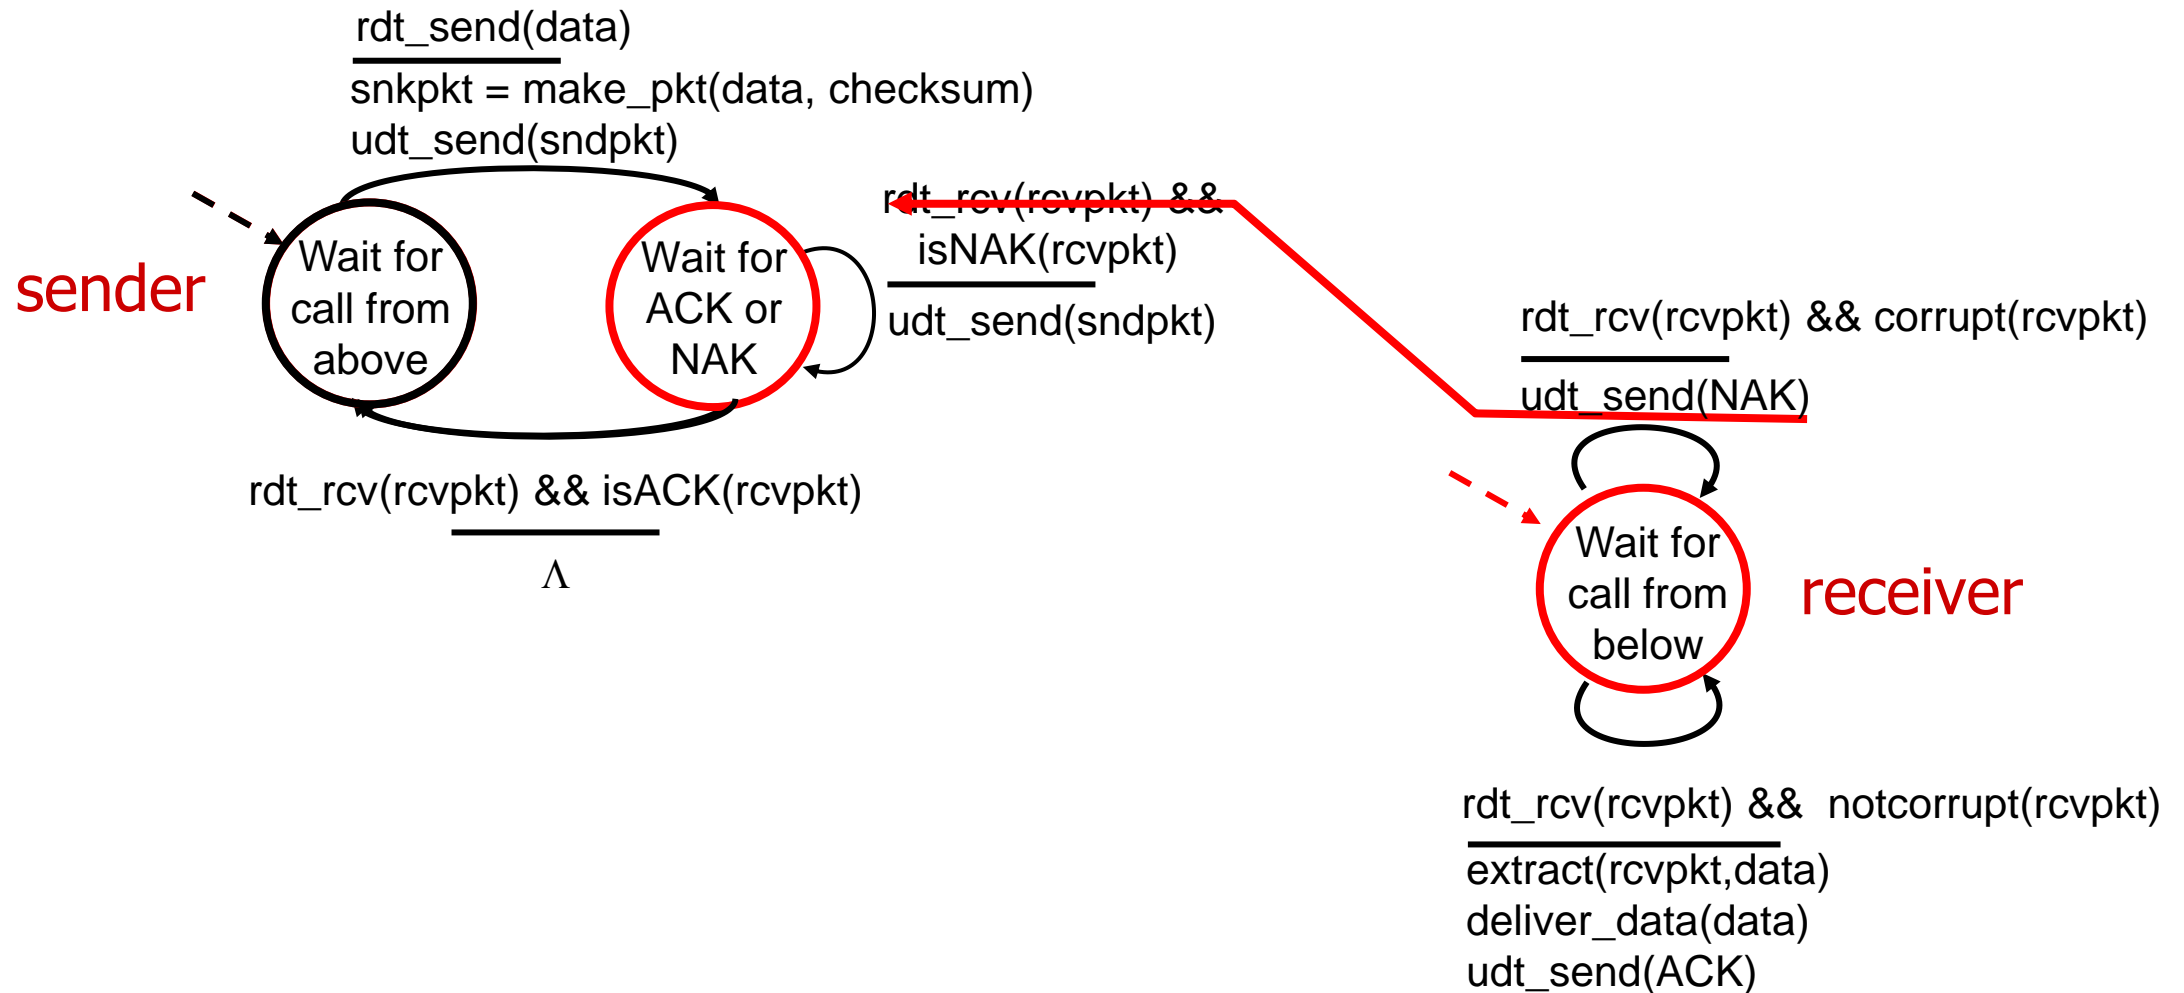 rdt_send(data)
snkpkt = make_pkt(data, checksum)
udt_send(sndpkt)
sender
Wait for
call from
above
Wait for
ACK or
NAK
rdt_rcv(rcvpkt) &&
isNAK(rcvpkt)
udt_send(sndpkt)
rdt_rcv(rcvpkt) && isACK(rcvpkt)
Λ
rdt_rcv(rcvpkt) && corrupt(rcvpkt)
udt_send(NAK)
Wait for
call from
below
receiver
rdt_rcv(rcvpkt) && notcorrupt(rcvpkt)
extract(rcvpkt,data)
deliver_data(data)
udt_send(ACK)